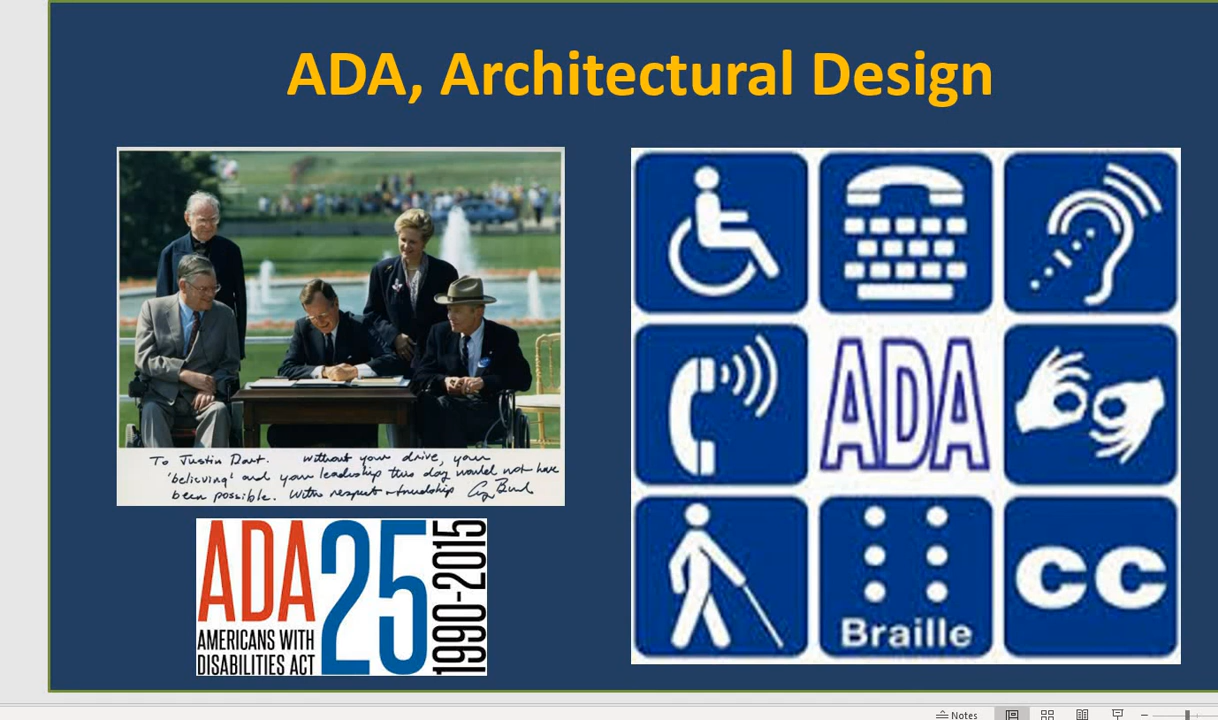 ADA, Architectural Design
To Justin Dart. Without your drive, your
'believing' and your leadership this day would not have
been possible. With respect + friendship
ADA
AMERICANS WITH
DISABILITIES ACT
25
1990-2015
ADA
Braille
CC
Notes